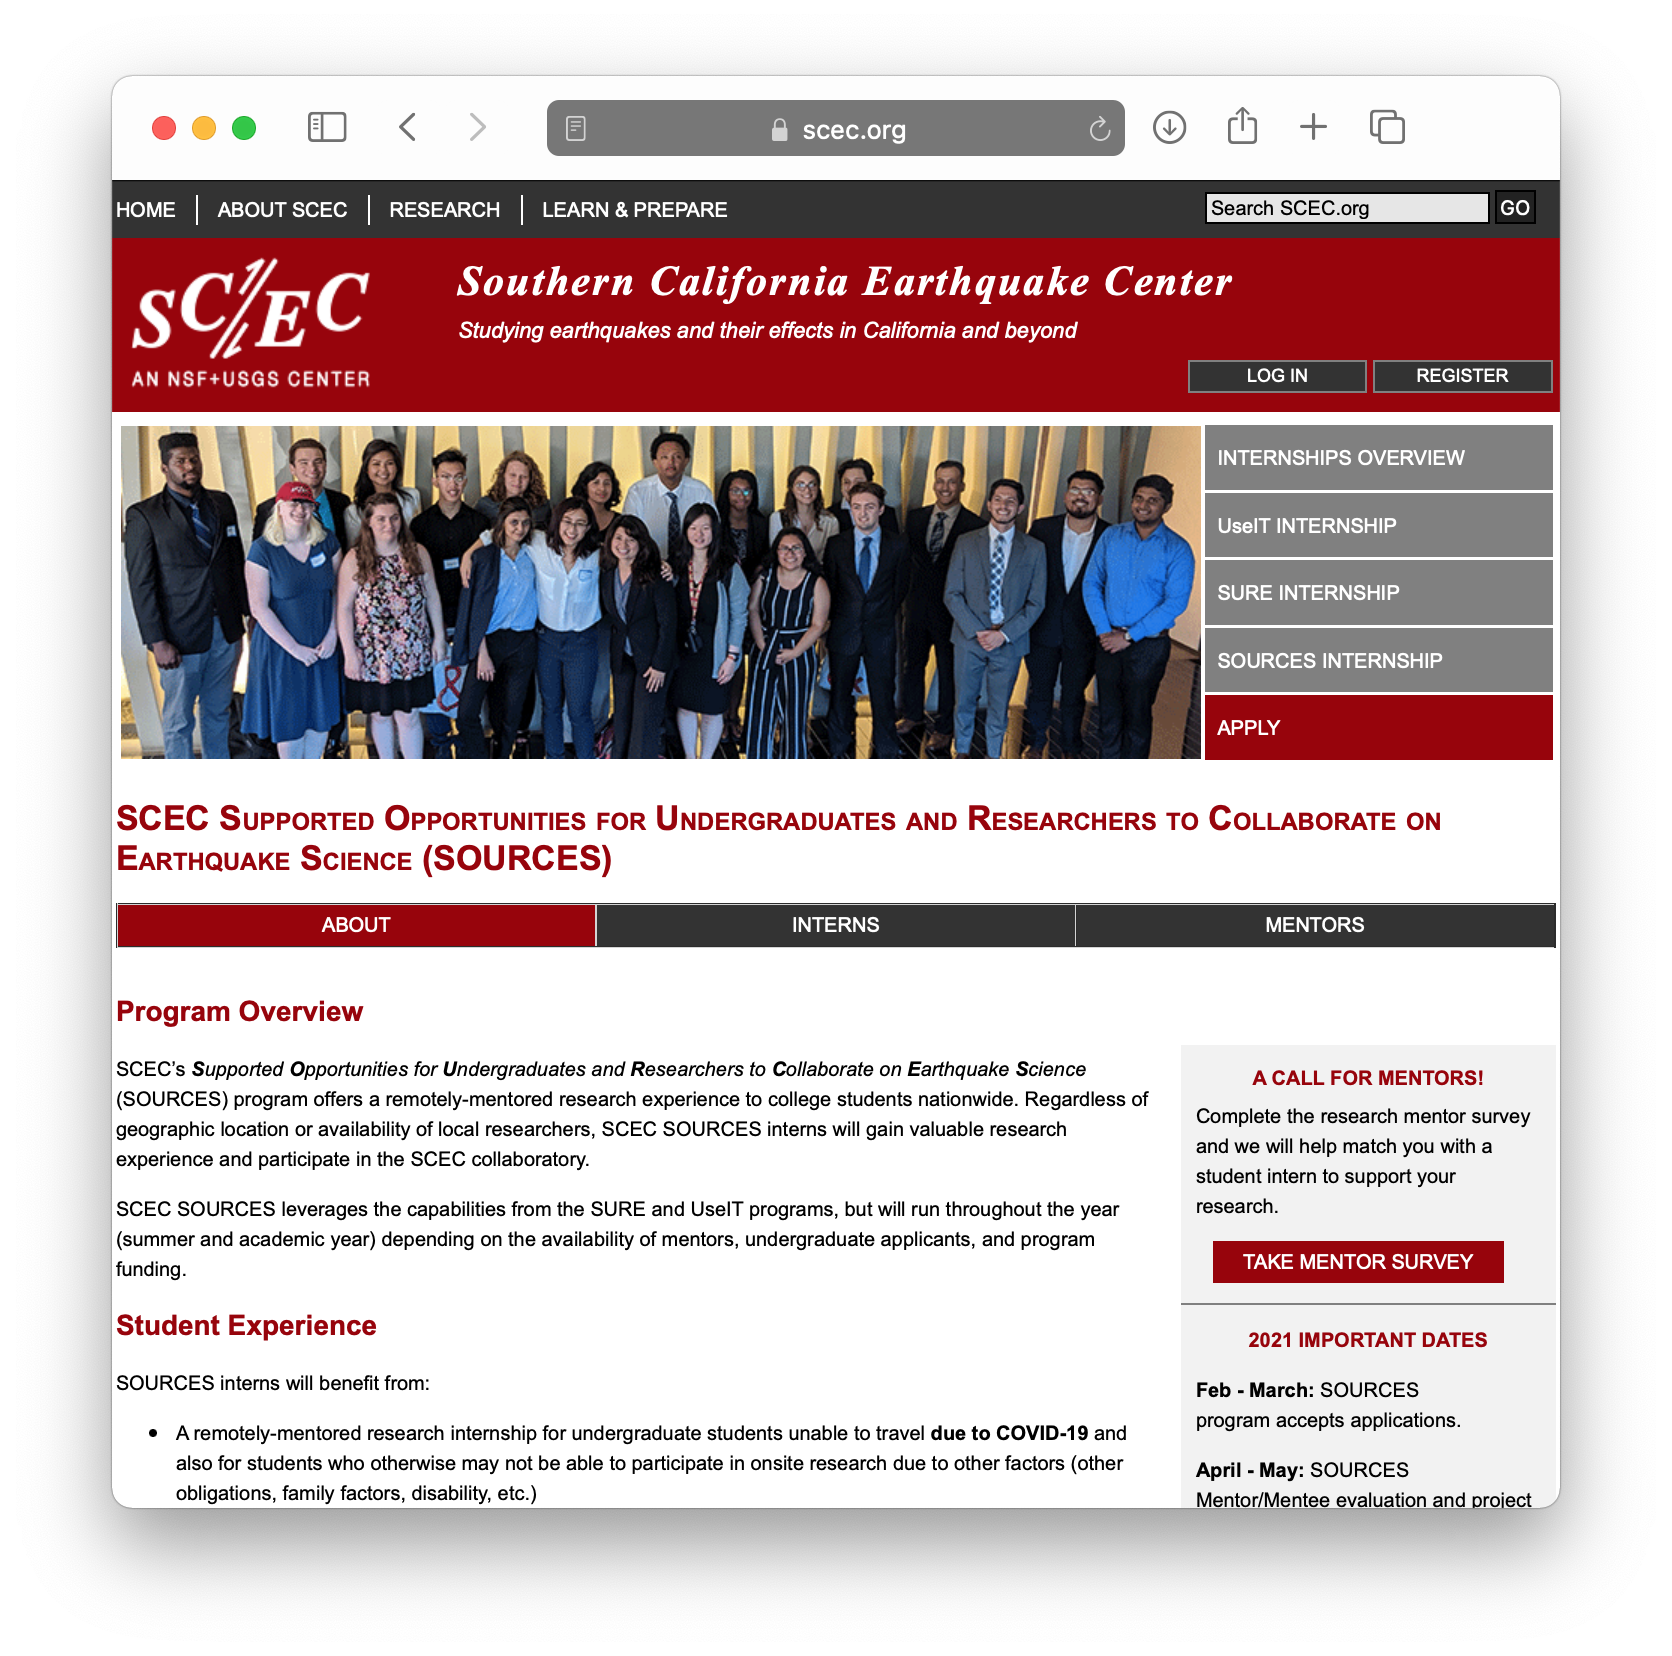 scec.org
HOME
ABOUT SCEC
RESEARCH
LEARN & PREPARE
Search SCEC.org
GO
SCEC
AN NSF+USGS CENTER
Southern California Earthquake Center
Studying earthquakes and their effects in California and beyond
LOG IN
REGISTER
&
INTERNSHIPS OVERVIEW
UseIT INTERNSHIP
SURE INTERNSHIP
SOURCES INTERNSHIP
APPLY
SCEC Supported Opportunities for Undergraduates and Researchers to Collaborate on
Earthquake Science (SOURCES)
ABOUT
INTERNS
MENTORS
Program Overview
SCEC's Supported Opportunities for Undergraduates and Researchers to Collaborate on Earthquake Science
(SOURCES) program offers a remotely-mentored research experience to college students nationwide. Regardless of
geographic location or availability of local researchers, SCEC SOURCES interns will gain valuable research
experience and participate in the SCEC collaboratory.
SCEC SOURCES leverages the capabilities from the SURE and UseIT programs, but will run throughout the year
(summer and academic year) depending on the availability of mentors, undergraduate applicants, and program
funding.
Student Experience
SOURCES interns will benefit from:
• A remotely-mentored research internship for undergraduate students unable to travel due to COVID-19 and
also for students who otherwise may not be able to participate in onsite research due to other factors (other
obligations, family factors, disability, etc.)
A CALL FOR MENTORS!
Complete the research mentor survey
and we will help match you with a
student intern to support your
research.
TAKE MENTOR SURVEY
2021 IMPORTANT DATES
Feb - March: SOURCES
program accepts applications.
April - May: SOURCES
Mentor/Mentee evaluation and project